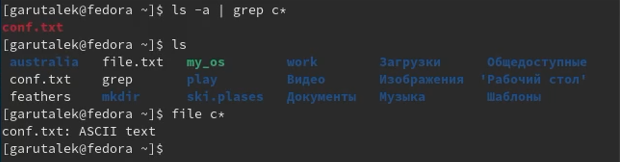 [garutalek@fedora ~]$ ls -a | grep c*
conf.txt
[garutalek@fedora ~]$ ls
australia file.txt my_os work Загрузки Общедоступные
conf.txt grep play Видео Изображения 'Рабочий стол'
feathers mkdir ski.plases Документы Музыка Шаблоны
[garutalek@fedora ~]$ file c*
conf.txt: ASCII text
[garutalek@fedora ~]$